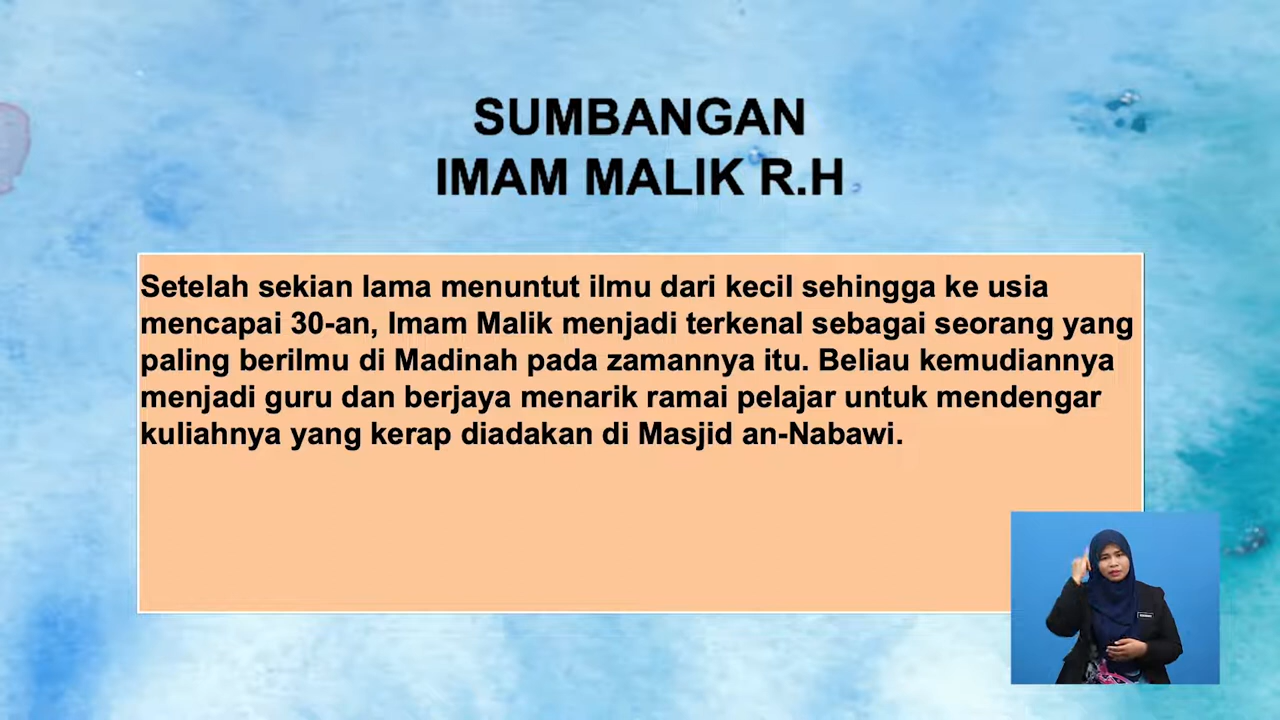 SUMBANGAN
IMAM MALIK R.H
Setelah sekian lama menuntut ilmu dari kecil sehingga ke usia
mencapai 30-an, Imam Malik menjadi terkenal sebagai seorang yang
paling berilmu di Madinah pada zamannya itu. Beliau kemudiannya
menjadi guru dan berjaya menarik ramai pelajar untuk mendengar
kuliahnya yang kerap diadakan di Masjid an-Nabawi.